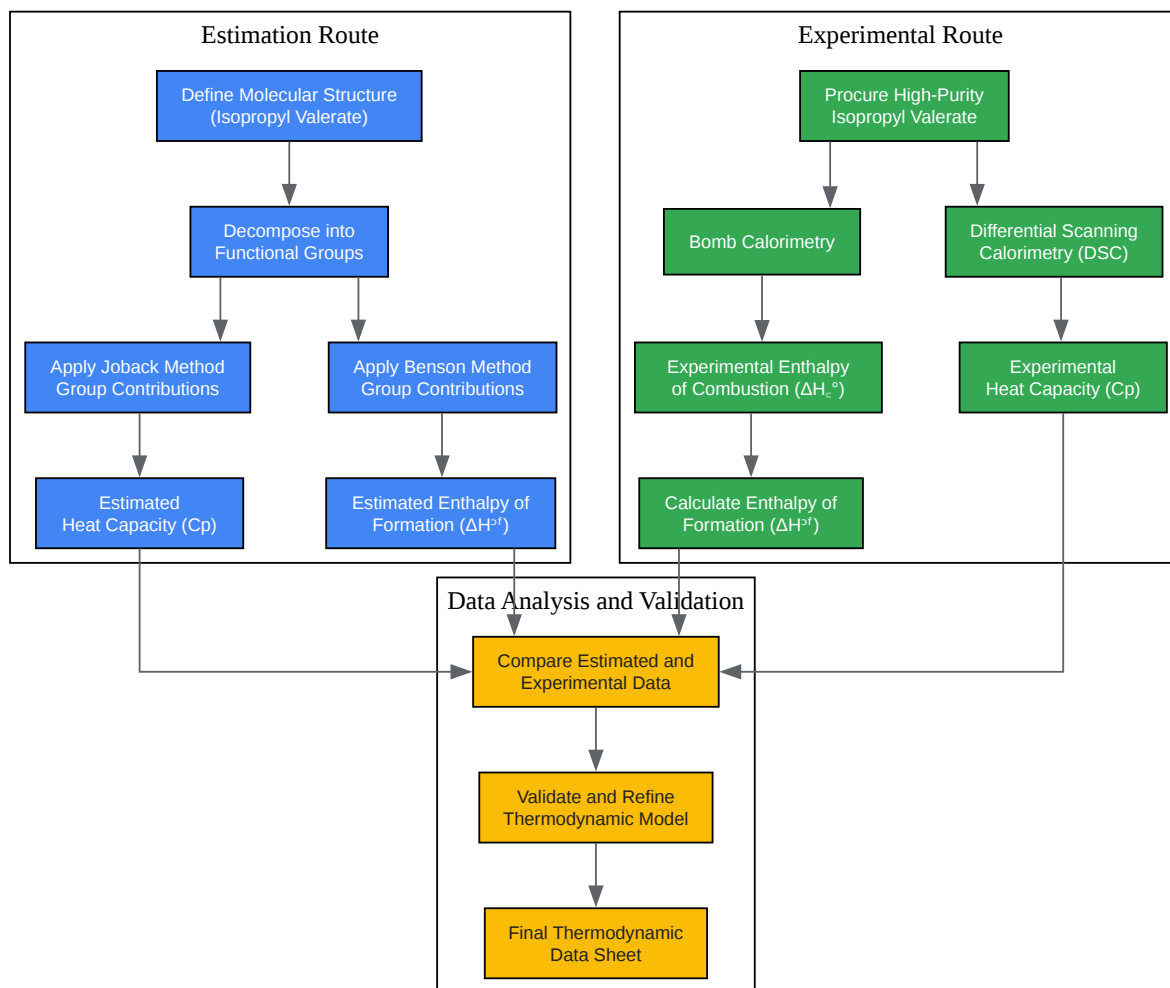 Estimation Route
Define Molecular Structure
(Isopropyl Valerate)
Decompose into
Functional Groups
Apply Joback Method
Group Contributions
Apply Benson Method
Group Contributions
Estimated
Heat Capacity (Cp)
Estimated Enthalpy of
Formation (ΔHᵓᶠ)
Experimental Route
Procure High-Purity
Isopropyl Valerate
Bomb Calorimetry
Differential Scanning
Calorimetry (DSC)
Experimental Enthalpy
of Combustion (ΔH꜀°)
Experimental
Heat Capacity (Cp)
Calculate Enthalpy of
Formation (ΔHᵓᶠ)
Data Analysis and Validation
Compare Estimated and
Experimental Data
Validate and Refine
Thermodynamic Model
Final Thermodynamic
Data Sheet